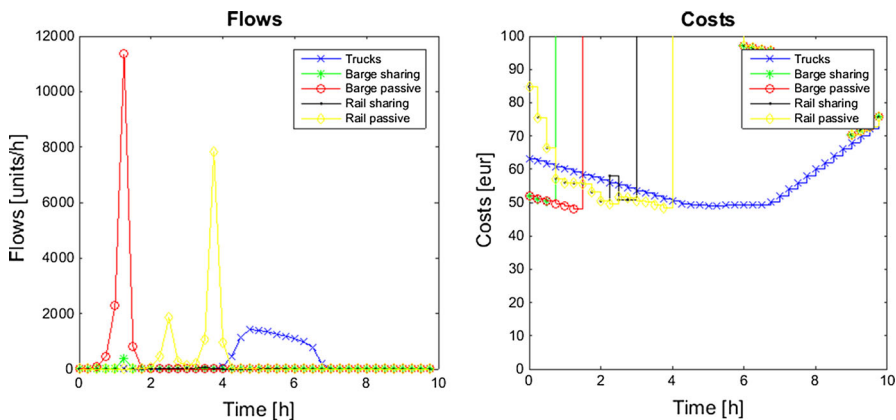 Flows
12000
10000
8000
6000
4000
2000
0
Flows [units/h]
0 2 4 6 8 10
Time [h]
Trucks
Barge sharing
Barge passive
Rail sharing
Rail passive
Costs
100
90
80
70
60
50
40
30
20
10
0
Costs [eur]
0 2 4 6 8 10
Time [h]
Trucks
Barge sharing
Barge passive
Rail sharing
Rail passive